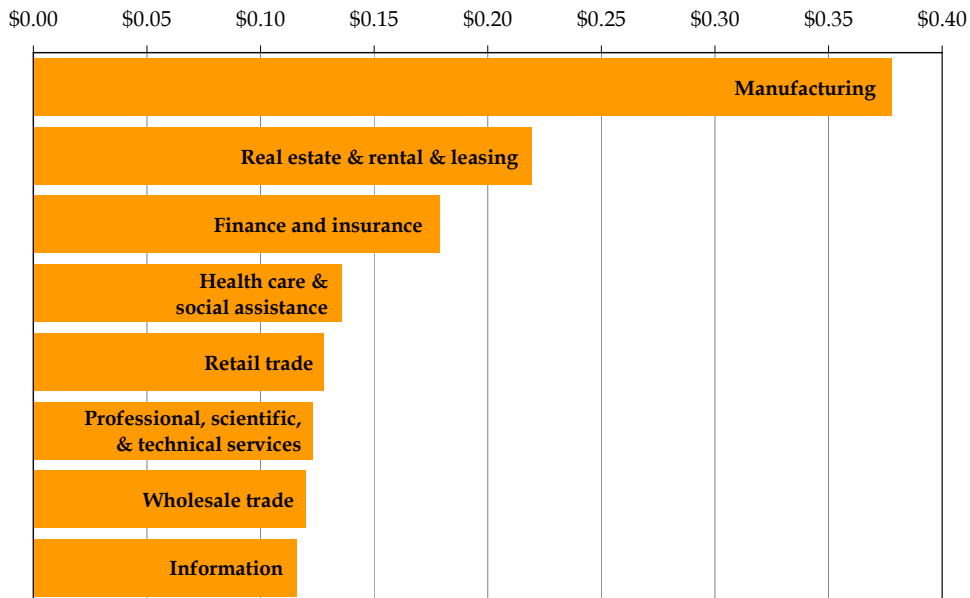 $0.00 $0.05 $0.10 $0.15 $0.20 $0.25 $0.30 $0.35 $0.40
Manufacturing
Real estate & rental & leasing
Finance and insurance
Health care &
social assistance
Retail trade
Professional, scientific,
& technical services
Wholesale trade
Information